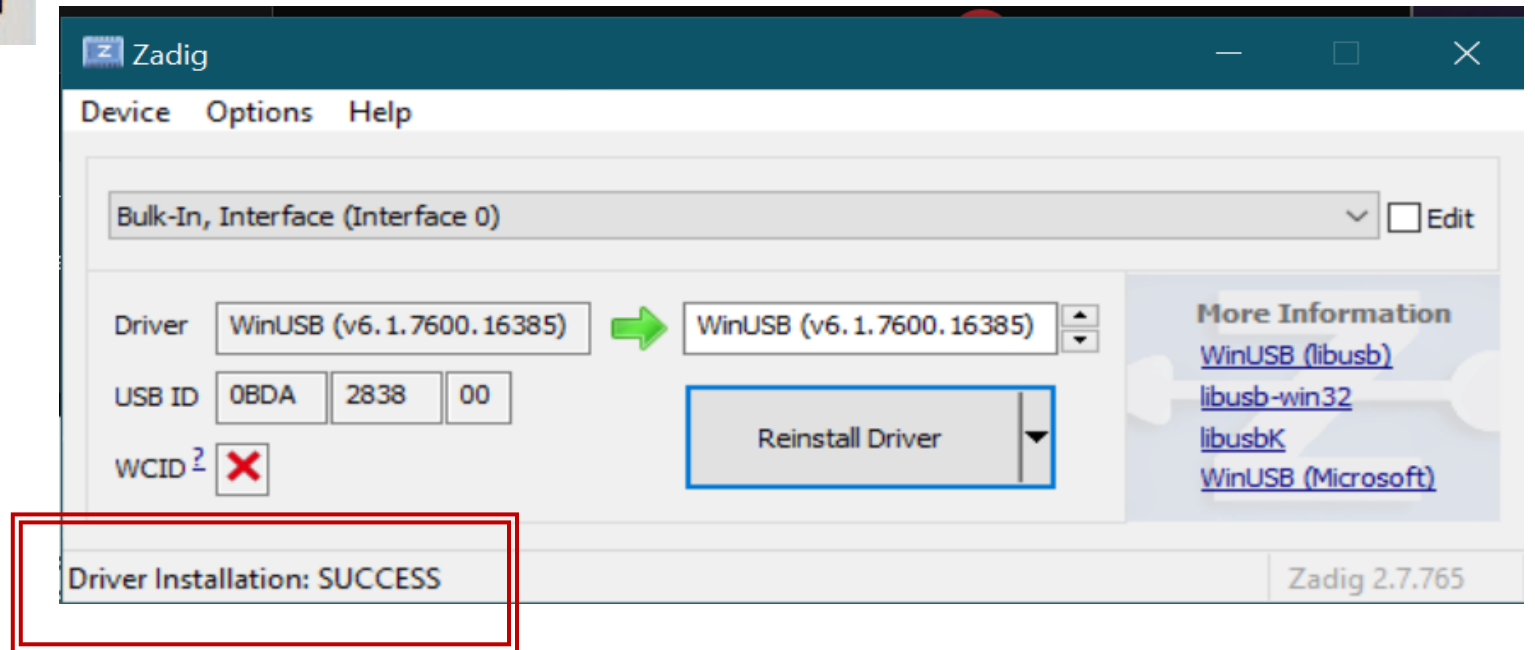 Zadig
Device Options Help
Bulk-In, Interface (Interface 0)
Edit
Driver WinUSB (v6.1.7600.16385) WinUSB (v6.1.7600.16385)
USB ID 0BDA 2838 00
WCID ?
Reinstall Driver
More Information
WinUSB (libusb)
libusb-win32
libusbK
WinUSB (Microsoft)
Driver Installation: SUCCESS
Zadig 2.7.765